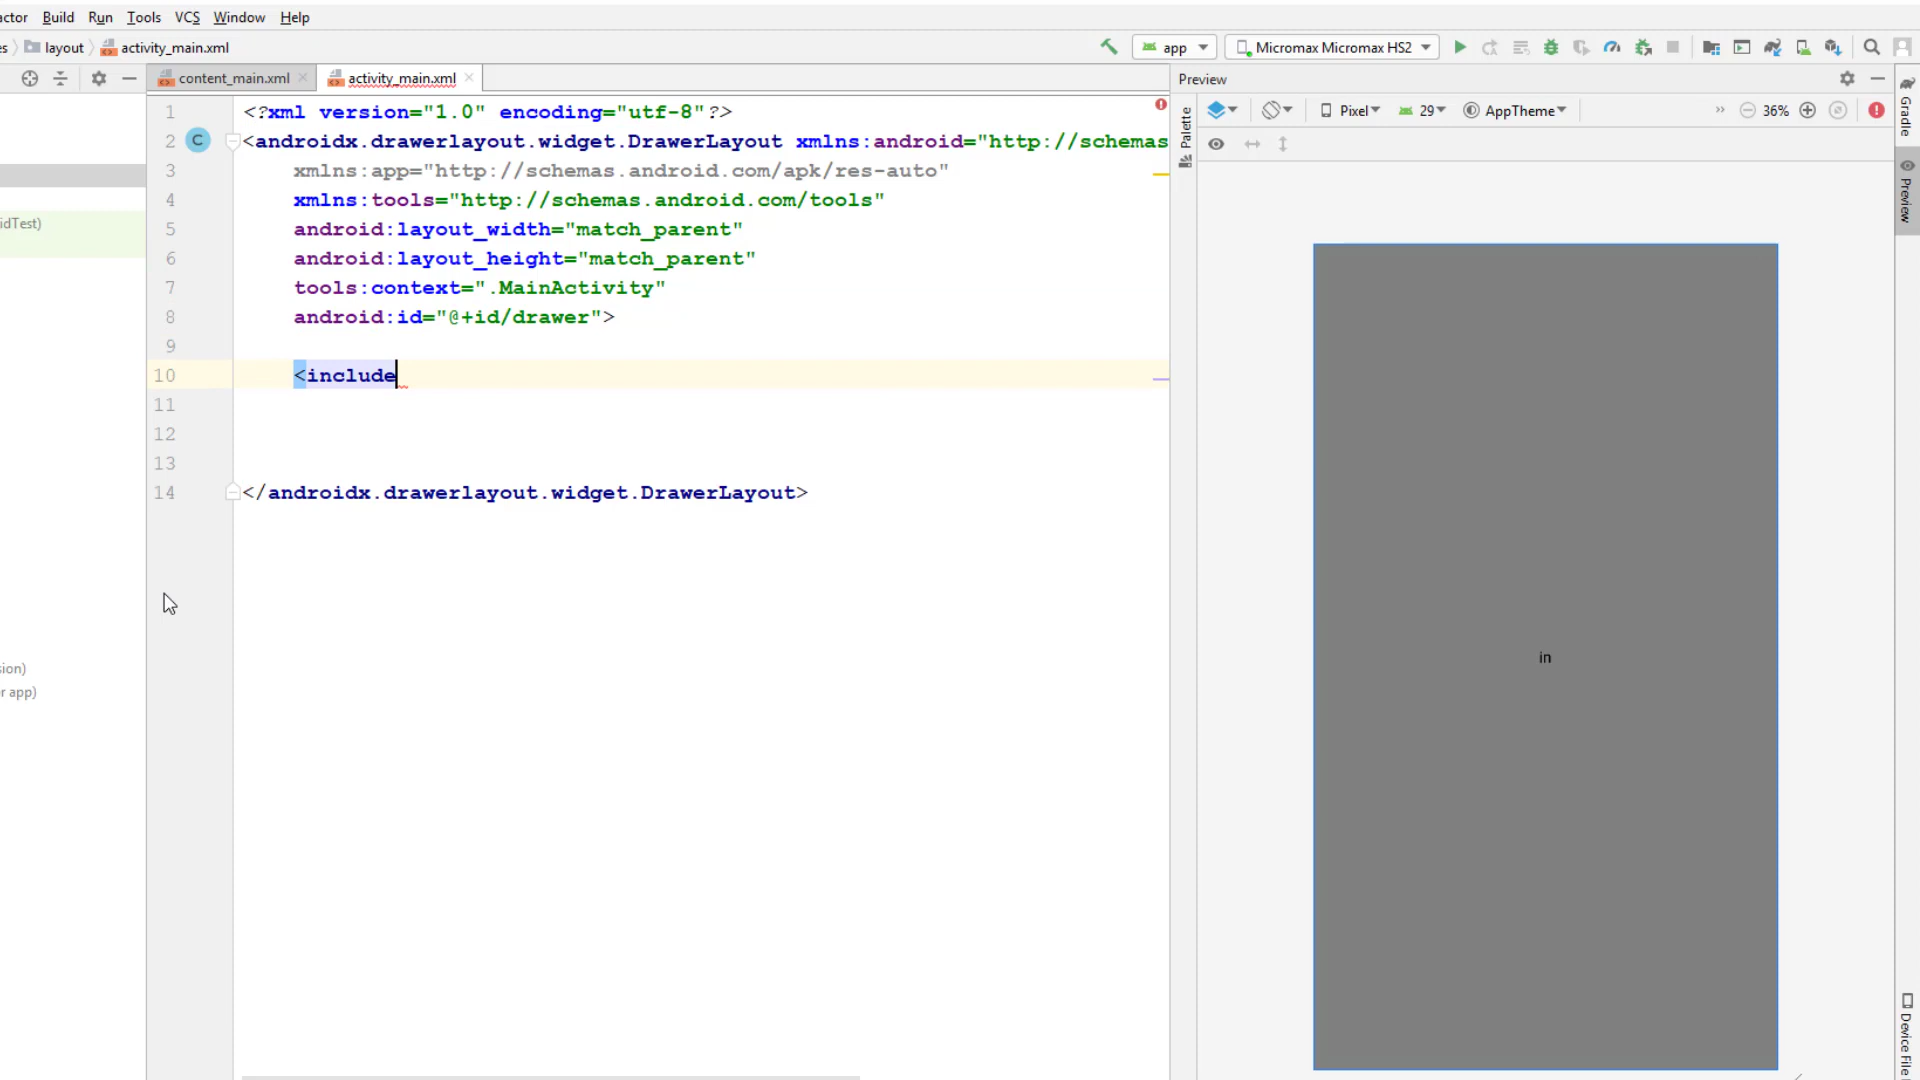 actor Build Run Tools VCS Window Help
es layout activity_main.xml app Micromax Micromax HS2
content_main.xml activity_main.xml Preview
1 <?xml version="1.0" encoding="utf-8"?>
2 C <androidx.drawerlayout.widget.DrawerLayout xmlns:android="http://schemas
3 xmlns:app="http://schemas.android.com/apk/res-auto"
4 xmlns:tools="http://schemas.android.com/tools"
5 android:layout_width="match_parent"
6 android:layout_height="match_parent"
7 tools:context=".MainActivity"
8 android:id="@+id/drawer">
9
10 <include
11
12
13
14 </androidx.drawerlayout.widget.DrawerLayout>
idTest)
sion)
r app)
Palette
Pixel 29 AppTheme » 36%
in
Gradle
Preview
Device File